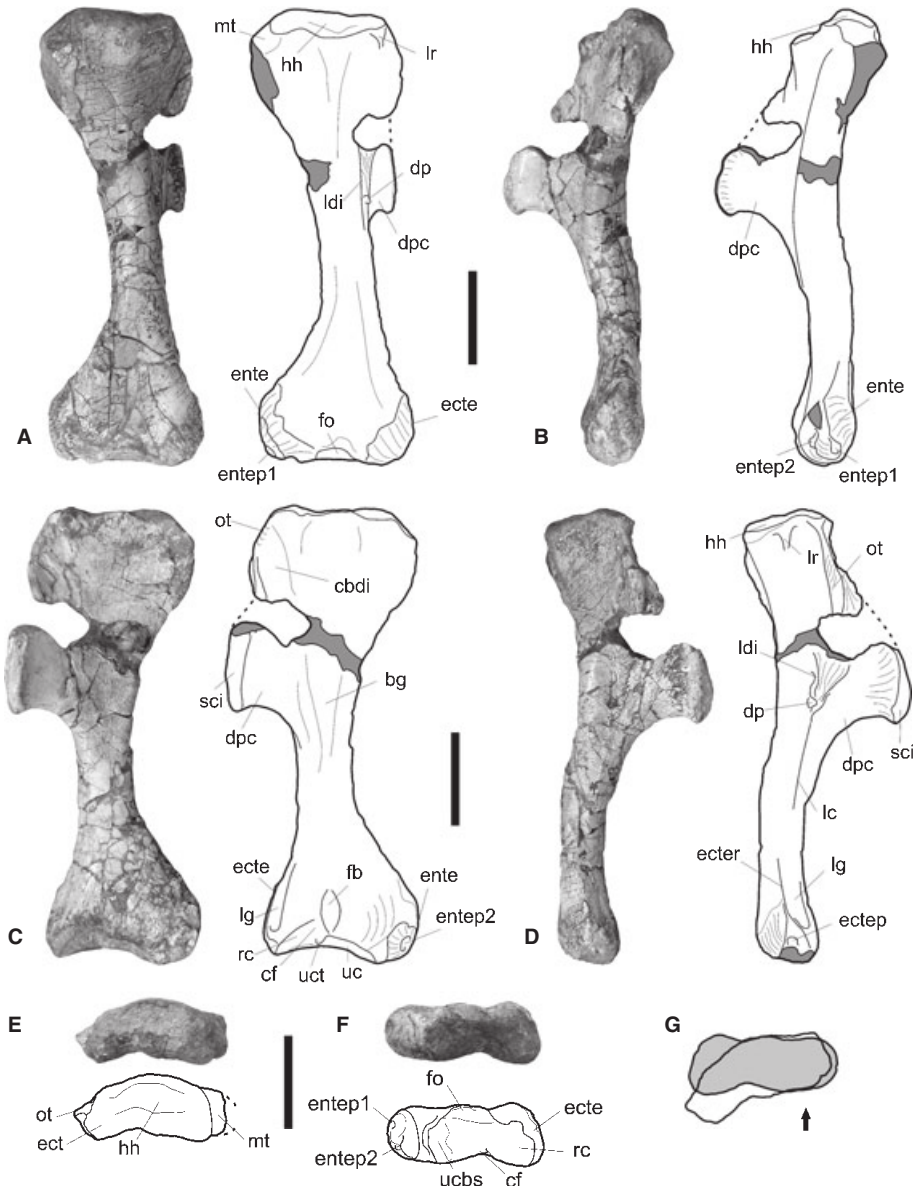 mt
hh
lr
ldi
dp
dpc
ente
fo
ecte
entep1
A
hh
dpc
ente
entep2
entep1
B
ot
cbdi
bg
sci
dpc
ecte
fb
ente
lg
entep2
rc
cf
uct
uc
C
hh
lr
ot
ldi
dp
dpc
sci
lc
ecter
lg
ectep
D
E
ot
ect
hh
mt
F
fo
entep1
ecte
entep2
rc
ucbs
cf
G